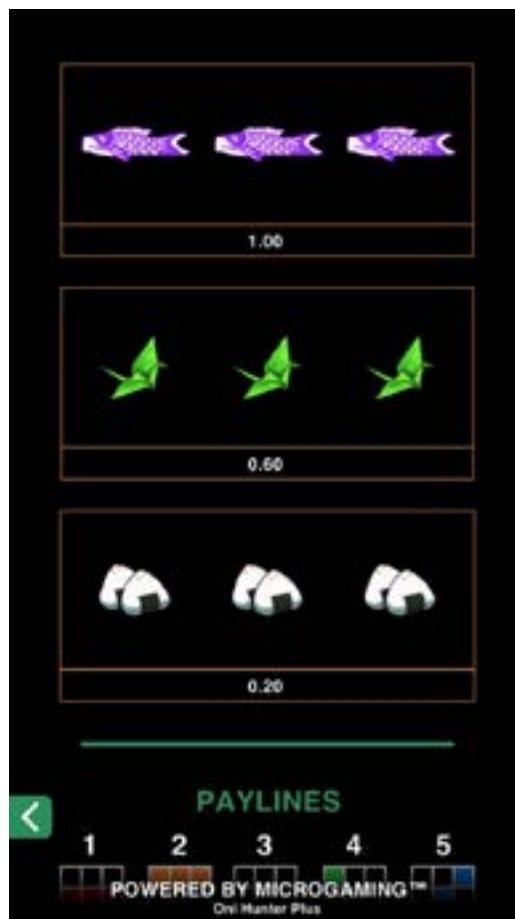 1.00
0.60
0.20
PAYLINES
1 2 3 4 5
POWERED BY MICROGAMING™
Oni Hunter Plus